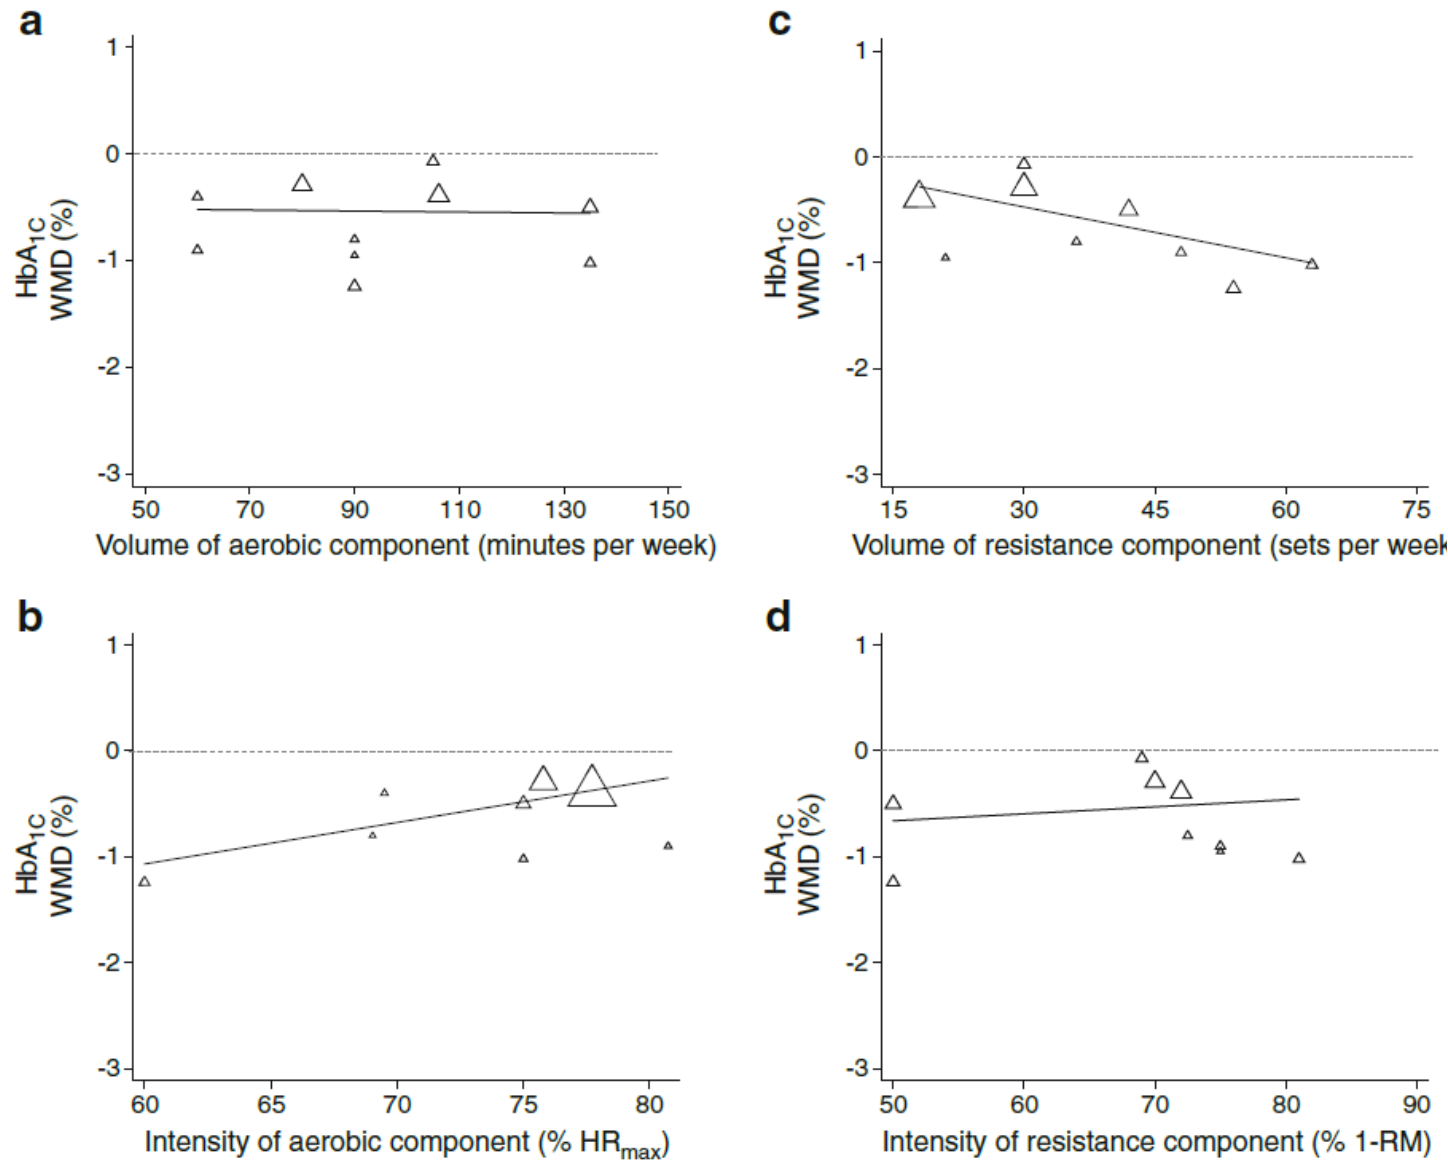 a
1
0
-1
-2
-3
HbA1C
WMD (%)
50 70 90 110 130 150
Volume of aerobic component (minutes per week)
c
1
0
-1
-2
-3
HbA1C
WMD (%)
15 30 45 60 75
Volume of resistance component (sets per week
b
1
0
-1
-2
-3
HbA1C
WMD (%)
60 65 70 75 80
Intensity of aerobic component (% HRmax)
d
1
0
-1
-2
-3
HbA1C
WMD (%)
50 60 70 80 90
Intensity of resistance component (% 1-RM)